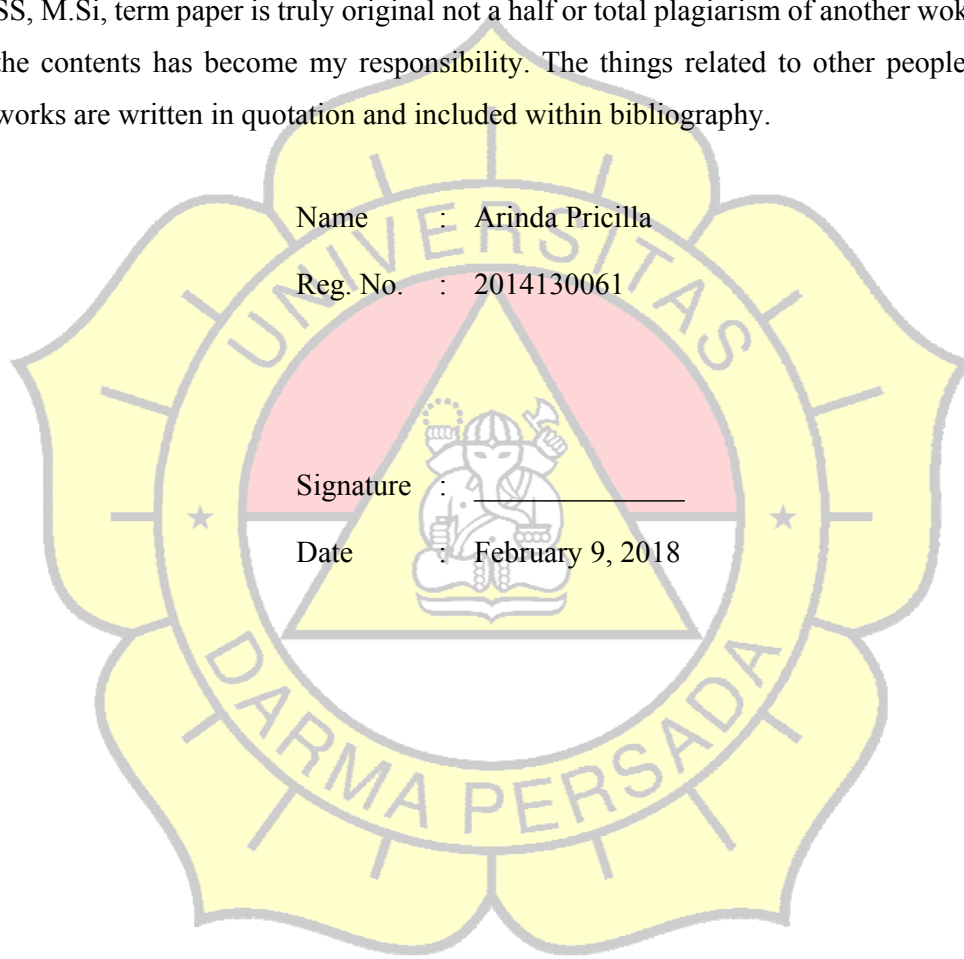 SS, M.Si, term paper is truly original not a half or total plagiarism of another wok
the contents has become my responsibility. The things related to other people
works are written in quotation and included within bibliography.
Name : Arinda Pricilla
Reg. No. : 2014130061
Signature : _______________
Date : February 9, 2018
UNIVERSITAS
DARMA PERSADA